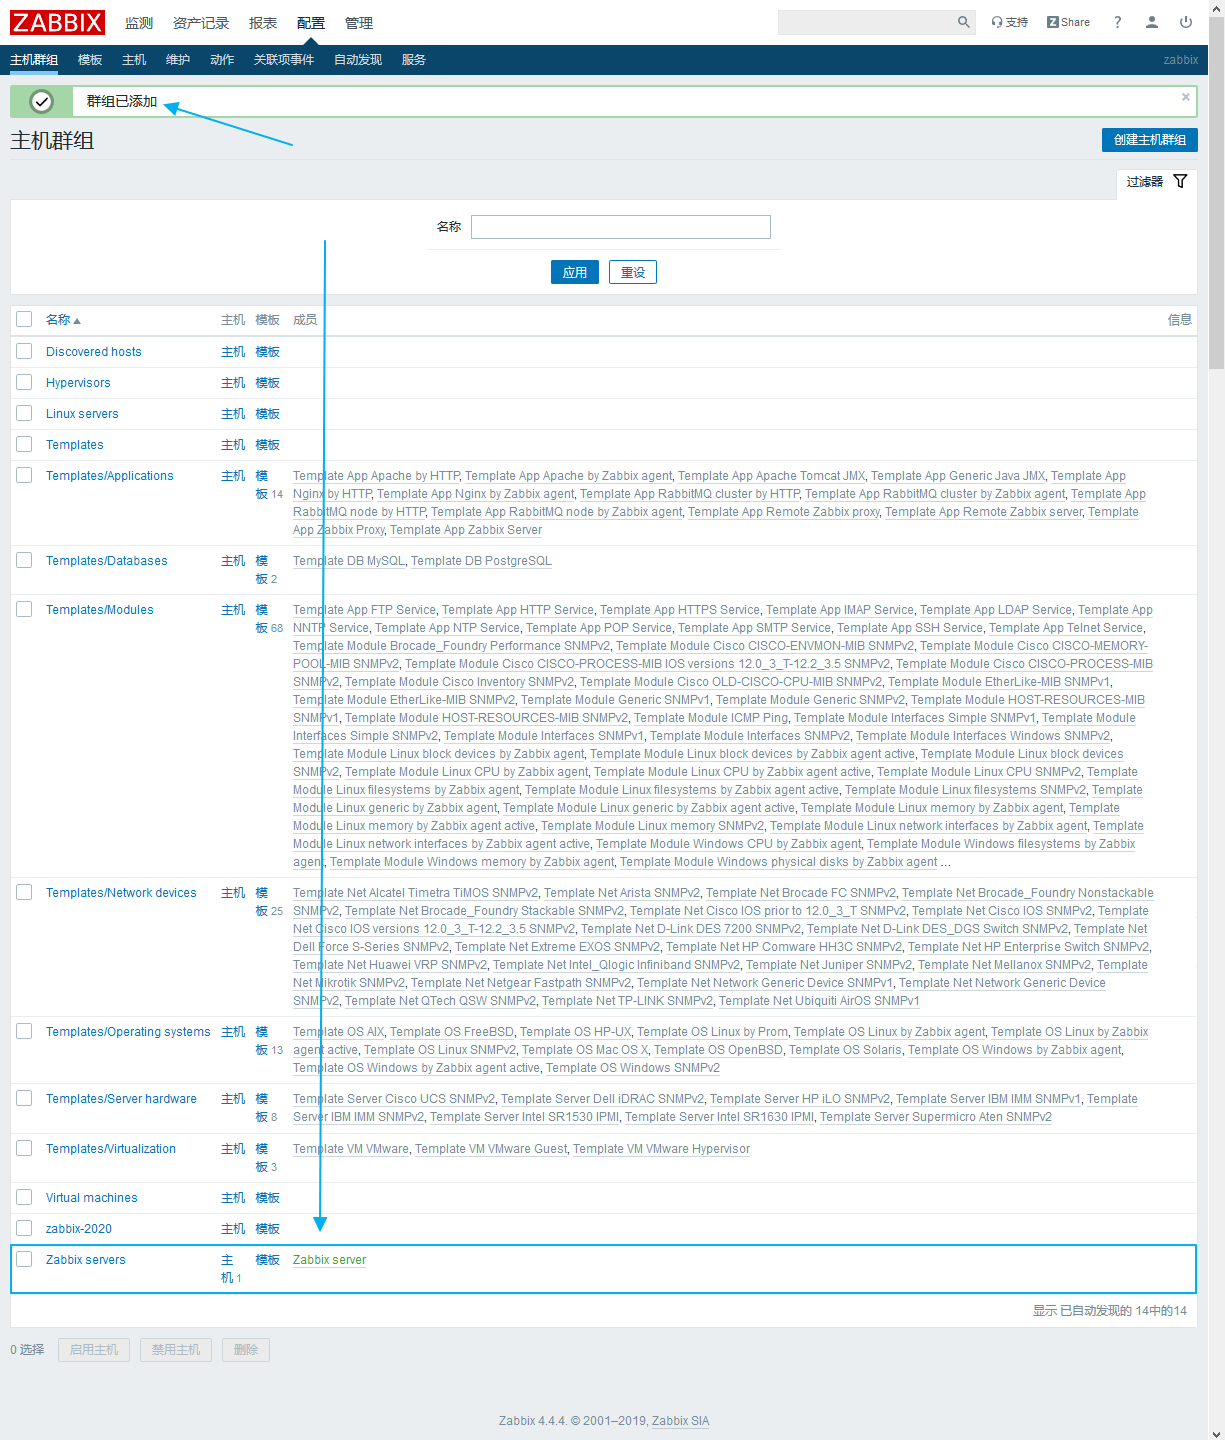 ZABBIX 监测 资产记录 报表 配置 管理 支持 Z Share ?
主机群组 模板 主机 维护 动作 关联项事件 自动发现 服务 zabbix
群组已添加
主机群组 创建主机群组
过滤器
名称
应用 重设
名称 主机 模板 成员 信息
Discovered hosts 主机 模板
Hypervisors 主机 模板
Linux servers 主机 模板
Templates 主机 模板
Templates/Applications 主机 模 Template App Apache by HTTP, Template App Apache by Zabbix agent, Template App Apache Tomcat JMX, Template App Generic Java JMX, Template App
板 14 Nginx by HTTP, Template App Nginx by Zabbix agent, Template App RabbitMQ cluster by HTTP, Template App RabbitMQ cluster by Zabbix agent, Template App
RabbitMQ node by HTTP, Template App RabbitMQ node by Zabbix agent, Template App Remote Zabbix proxy, Template App Remote Zabbix server, Template
App Zabbix Proxy, Template App Zabbix Server
Templates/Databases 主机 模 Template DB MySQL, Template DB PostgreSQL
板 2
Templates/Modules 主机 模 Template App FTP Service, Template App HTTP Service, Template App HTTPS Service, Template App IMAP Service, Template App LDAP Service, Template App
板 68 NNTP Service, Template App NTP Service, Template App POP Service, Template App SMTP Service, Template App SSH Service, Template App Telnet Service,
Template Module Brocade_Foundry Performance SNMPv2, Template Module Cisco CISCO-ENVMON-MIB SNMPv2, Template Module Cisco CISCO-MEMORY-
POOL-MIB SNMPv2, Template Module Cisco CISCO-PROCESS-MIB IOS versions 12.0_3_T-12.2_3.5 SNMPv2, Template Module Cisco CISCO-PROCESS-MIB
SNMPv2, Template Module Cisco Inventory SNMPv2, Template Module Cisco OLD-CISCO-CPU-MIB SNMPv2, Template Module EtherLike-MIB SNMPv1,
Template Module EtherLike-MIB SNMPv2, Template Module Generic SNMPv1, Template Module Generic SNMPv2, Template Module HOST-RESOURCES-MIB
SNMPv1, Template Module HOST-RESOURCES-MIB SNMPv2, Template Module ICMP Ping, Template Module Interfaces Simple SNMPv1, Template Module
Interfaces Simple SNMPv2, Template Module Interfaces SNMPv1, Template Module Interfaces SNMPv2, Template Module Interfaces Windows SNMPv2,
Template Module Linux block devices by Zabbix agent, Template Module Linux block devices by Zabbix agent active, Template Module Linux block devices
SNMPv2, Template Module Linux CPU by Zabbix agent, Template Module Linux CPU by Zabbix agent active, Template Module Linux CPU SNMPv2, Template
Module Linux filesystems by Zabbix agent, Template Module Linux filesystems by Zabbix agent active, Template Module Linux filesystems SNMPv2, Template
Module Linux generic by Zabbix agent, Template Module Linux generic by Zabbix agent active, Template Module Linux memory by Zabbix agent, Template
Module Linux memory by Zabbix agent active, Template Module Linux memory SNMPv2, Template Module Linux network interfaces by Zabbix agent, Template
Module Linux network interfaces by Zabbix agent active, Template Module Windows CPU by Zabbix agent, Template Module Windows filesystems by Zabbix
agent, Template Module Windows memory by Zabbix agent, Template Module Windows physical disks by Zabbix agent ...
Templates/Network devices 主机 模 Template Net Alcatel Timetra TiMOS SNMPv2, Template Net Arista SNMPv2, Template Net Brocade FC SNMPv2, Template Net Brocade_Foundry Nonstackable
板 25 SNMPv2, Template Net Brocade_Foundry Stackable SNMPv2, Template Net Cisco IOS prior to 12.0_3_T SNMPv2, Template Net Cisco IOS SNMPv2, Template
Net Cisco IOS versions 12.0_3_T-12.2_3.5 SNMPv2, Template Net D-Link DES 7200 SNMPv2, Template Net D-Link DES_DGS Switch SNMPv2, Template Net
Dell Force S-Series SNMPv2, Template Net Extreme EXOS SNMPv2, Template Net HP Comware HH3C SNMPv2, Template Net HP Enterprise Switch SNMPv2,
Template Net Huawei VRP SNMPv2, Template Net Intel_Qlogic Infiniband SNMPv2, Template Net Juniper SNMPv2, Template Net Mellanox SNMPv2, Template
Net Mikrotik SNMPv2, Template Net Netgear Fastpath SNMPv2, Template Net Network Generic Device SNMPv1, Template Net Network Generic Device
SNMPv2, Template Net QTech QSW SNMPv2, Template Net TP-LINK SNMPv2, Template Net Ubiquiti AirOS SNMPv1
Templates/Operating systems 主机 模 Template OS AIX, Template OS FreeBSD, Template OS HP-UX, Template OS Linux by Prom, Template OS Linux by Zabbix agent, Template OS Linux by Zabbix
板 13 agent active, Template OS Linux SNMPv2, Template OS Mac OS X, Template OS OpenBSD, Template OS Solaris, Template OS Windows by Zabbix agent,
Template OS Windows by Zabbix agent active, Template OS Windows SNMPv2
Templates/Server hardware 主机 模 Template Server Cisco UCS SNMPv2, Template Server Dell iDRAC SNMPv2, Template Server HP iLO SNMPv2, Template Server IBM IMM SNMPv1, Template
板 8 Server IBM IMM SNMPv2, Template Server Intel SR1530 IPMI, Template Server Intel SR1630 IPMI, Template Server Supermicro Aten SNMPv2
Templates/Virtualization 主机 模 Template VM VMware, Template VM VMware Guest, Template VM VMware Hypervisor
板 3
Virtual machines 主机 模板
zabbix-2020 主机 模板
Zabbix servers 主 模板 Zabbix server
机 1
显示 已自动发现的 14中的14
0 选择 启用主机 禁用主机 删除
Zabbix 4.4.4. © 2001–2019, Zabbix SIA